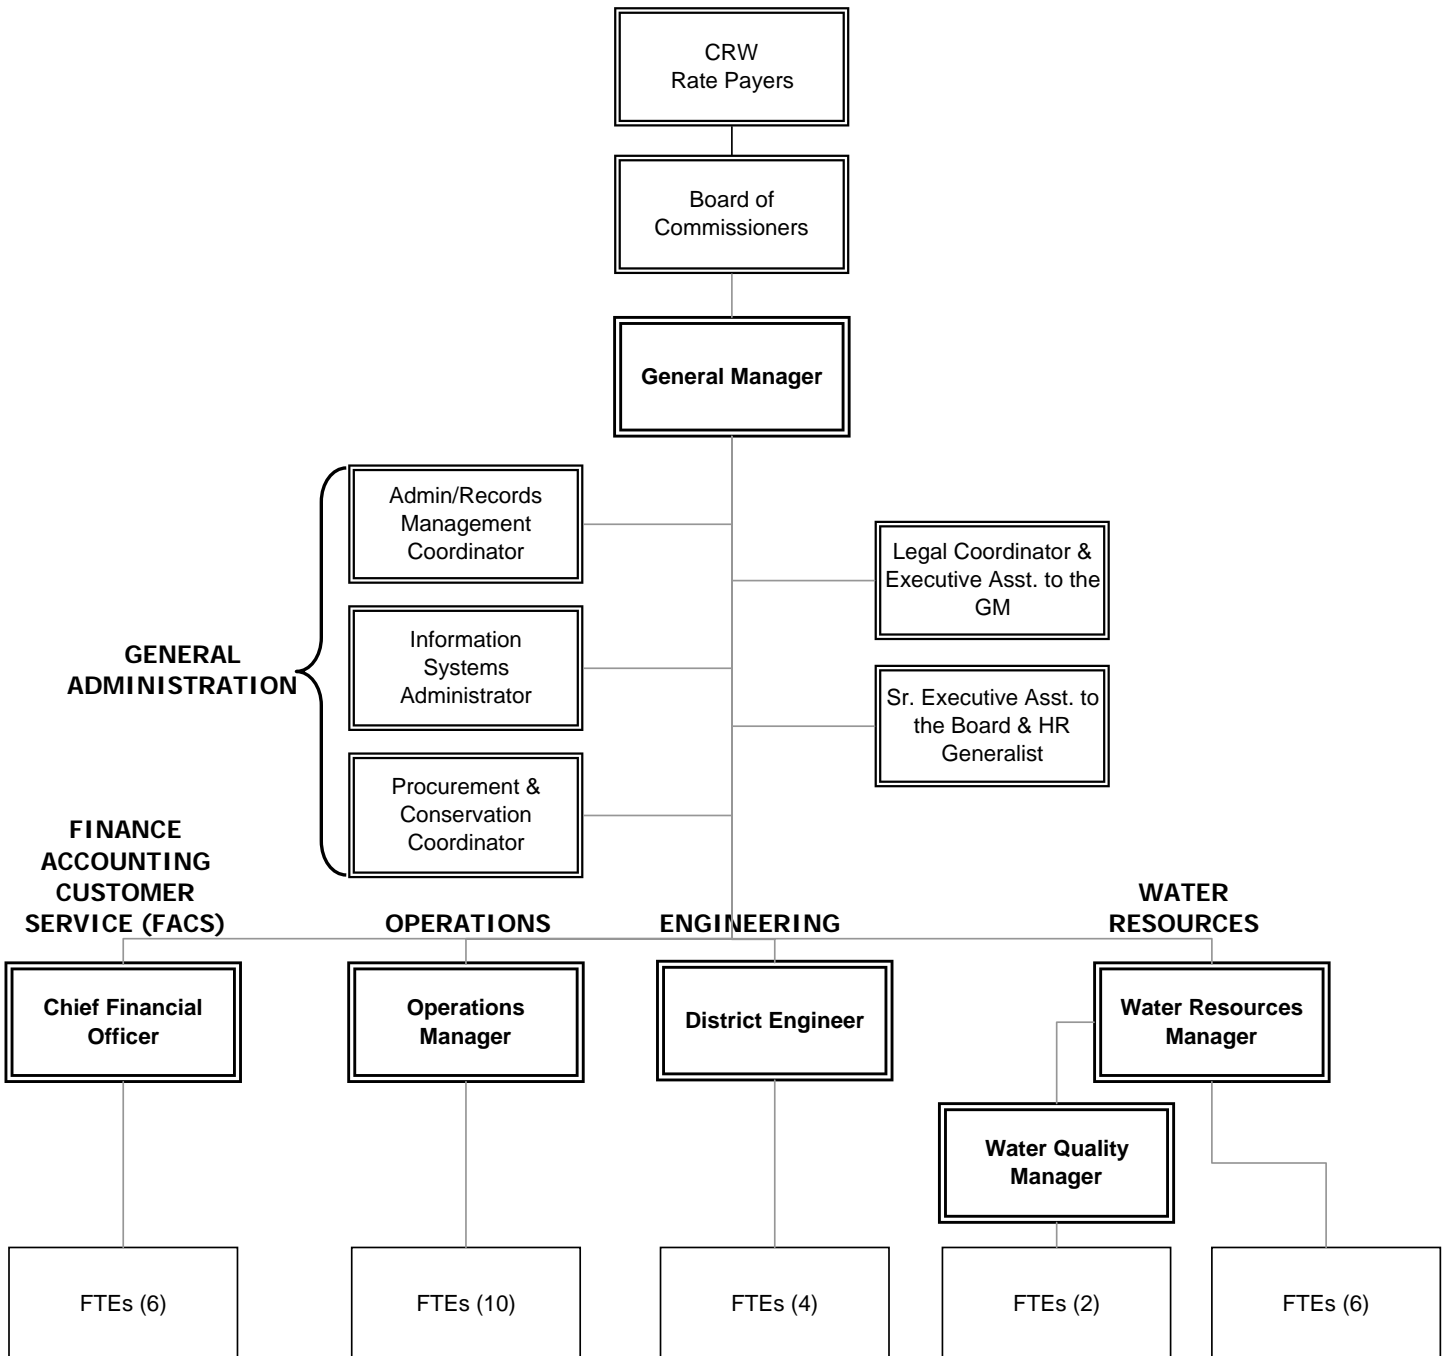 CRW
Rate Payers
Board of
Commissioners
General Manager
Admin/Records
Management
Coordinator
Legal Coordinator &
Executive Asst. to the
GM
GENERAL
ADMINISTRATION
Information
Systems
Administrator
Sr. Executive Asst. to
the Board & HR
Generalist
Procurement &
Conservation
Coordinator
FINANCE
ACCOUNTING
CUSTOMER
SERVICE (FACS)
OPERATIONS
ENGINEERING
WATER
RESOURCES
Chief Financial
Officer
Operations
Manager
District Engineer
Water Resources
Manager
Water Quality
Manager
FTEs (6)
FTEs (10)
FTEs (4)
FTEs (2)
FTEs (6)